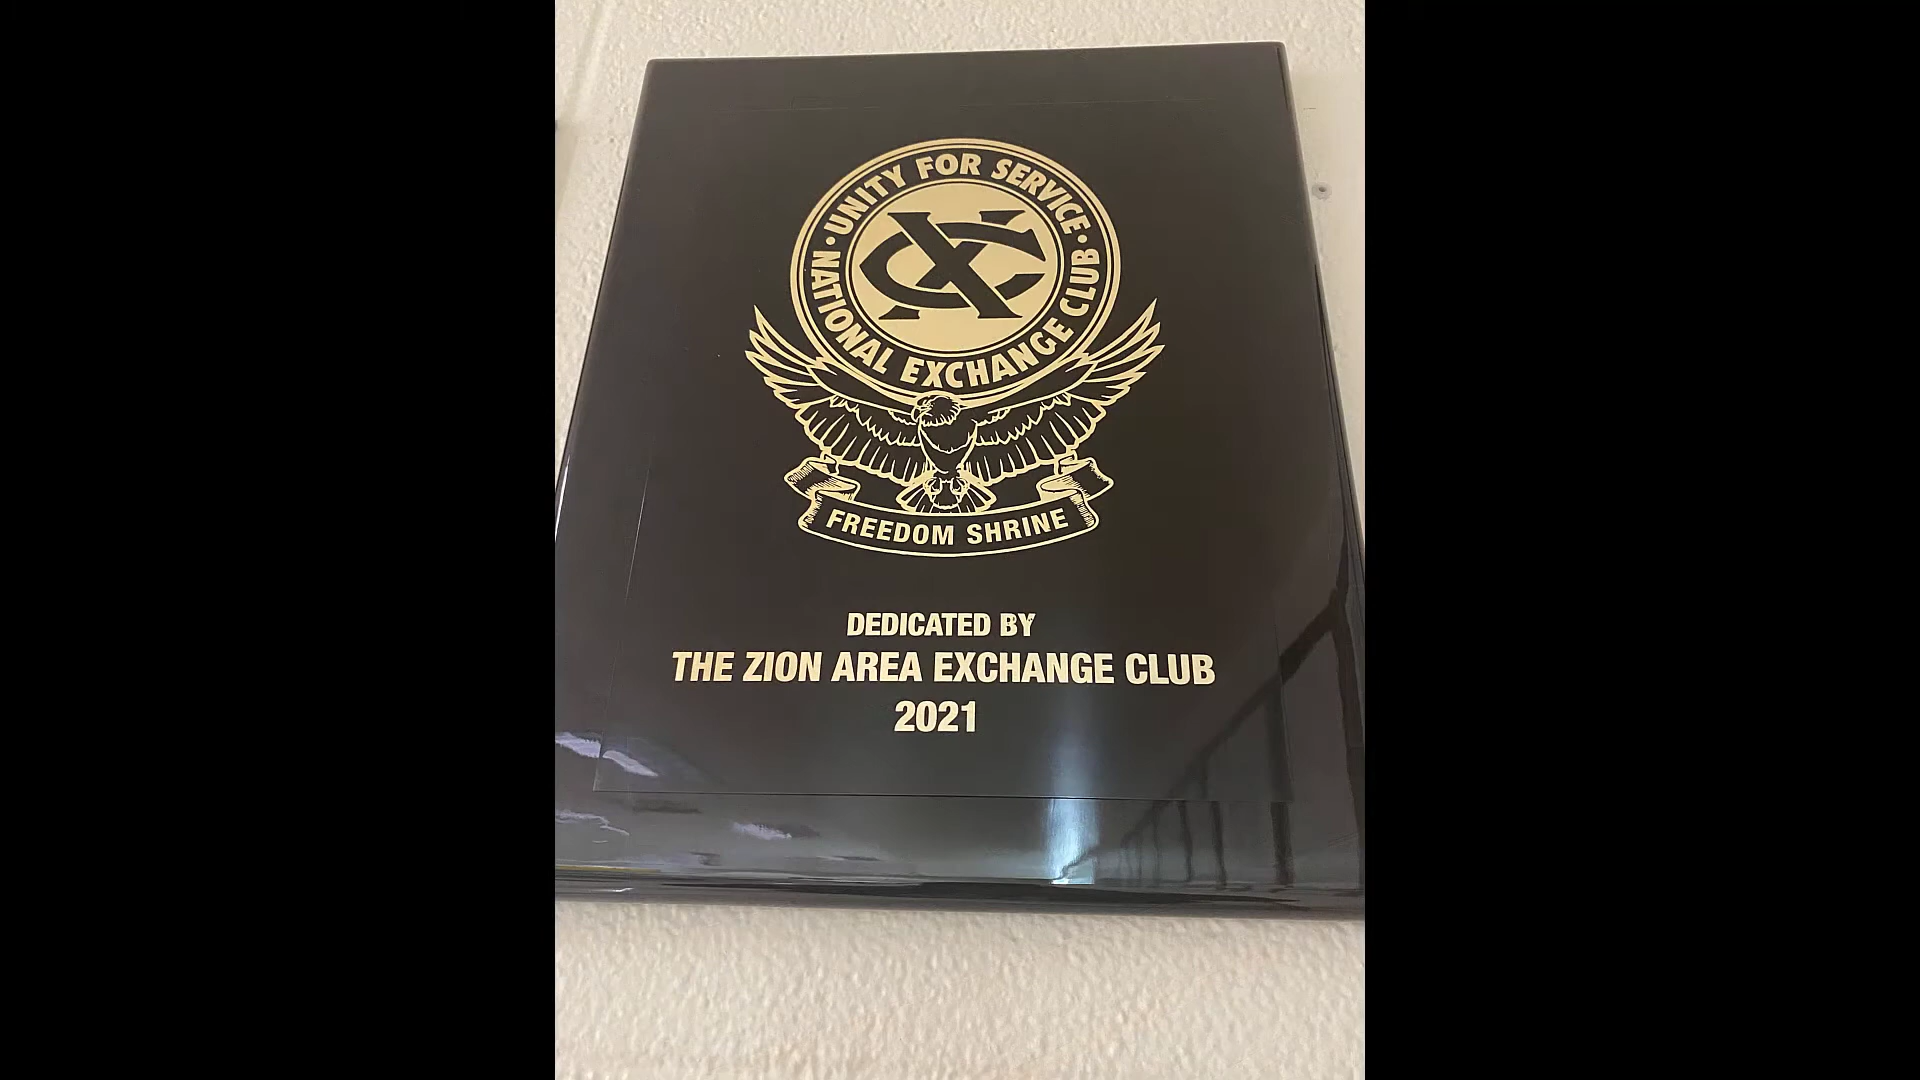 • UNITY FOR SERVICE •
NATIONAL EXCHANGE CLUB
XC
FREEDOM SHRINE
DEDICATED BY
THE ZION AREA EXCHANGE CLUB
2021